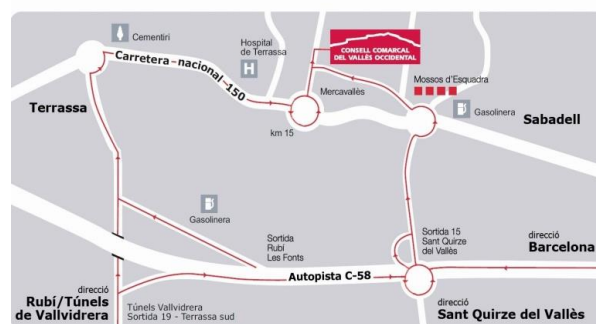 Cementiri
Carretera nacional 150
Hospital
de Terrassa
H
CONSELL COMARCAL
DEL VALLÈS OCCIDENTAL
Mercavallès
Mossos d'Esquadra
Gasolinera
Terrassa
km 15
Sabadell
Gasolinera
Sortida
Rubí
Les Fonts
Sortida 15
Sant Quirze
del Vallès
direcció
Barcelona
Autopista C-58
direcció
Rubí/Túnels
de Vallvidrera
Túnels Vallvidrera
Sortida 19 - Terrassa sud
direcció
Sant Quirze del Vallès